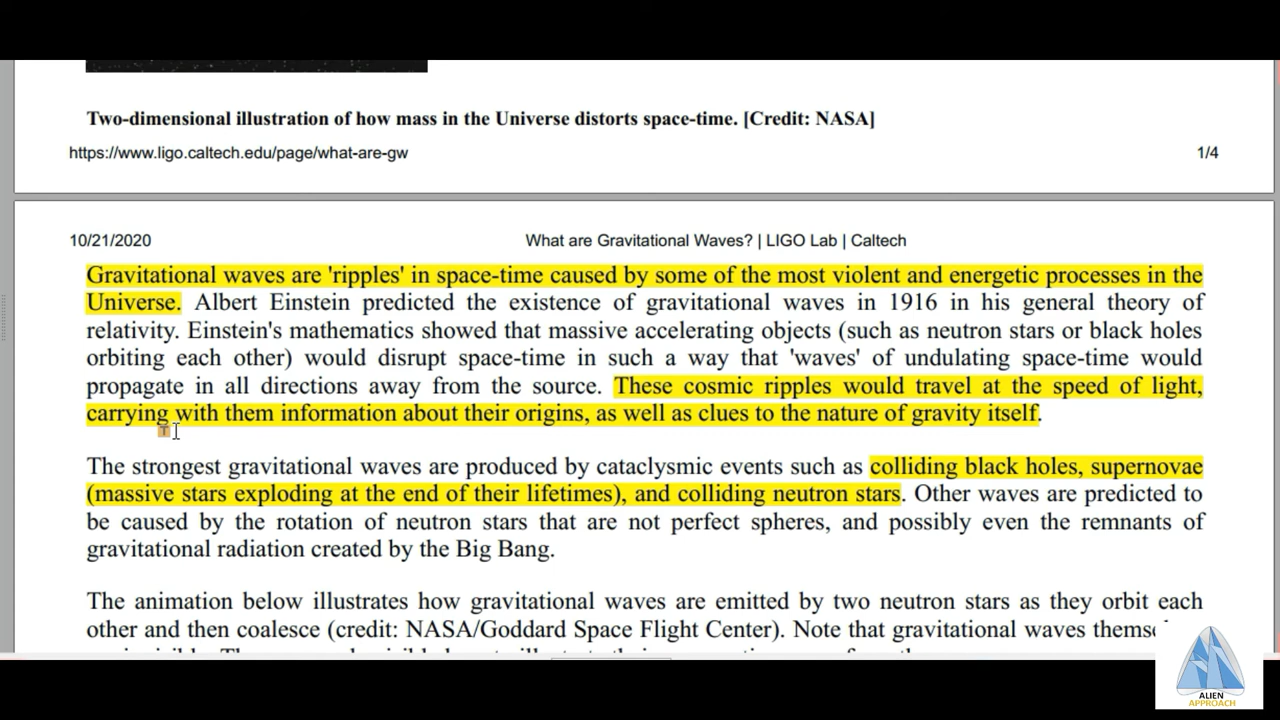 Two-dimensional illustration of how mass in the Universe distorts space-time. [Credit: NASA]
https://www.ligo.caltech.edu/page/what-are-gw 1/4
10/21/2020 What are Gravitational Waves? | LIGO Lab | Caltech
Gravitational waves are 'ripples' in space-time caused by some of the most violent and energetic processes in the
Universe. Albert Einstein predicted the existence of gravitational waves in 1916 in his general theory of
relativity. Einstein's mathematics showed that massive accelerating objects (such as neutron stars or black holes
orbiting each other) would disrupt space-time in such a way that 'waves' of undulating space-time would
propagate in all directions away from the source. These cosmic ripples would travel at the speed of light,
carrying with them information about their origins, as well as clues to the nature of gravity itself.
The strongest gravitational waves are produced by cataclysmic events such as colliding black holes, supernovae
(massive stars exploding at the end of their lifetimes), and colliding neutron stars. Other waves are predicted to
be caused by the rotation of neutron stars that are not perfect spheres, and possibly even the remnants of
gravitational radiation created by the Big Bang.
The animation below illustrates how gravitational waves are emitted by two neutron stars as they orbit each
other and then coalesce (credit: NASA/Goddard Space Flight Center). Note that gravitational waves
ALIEN
APPROACH